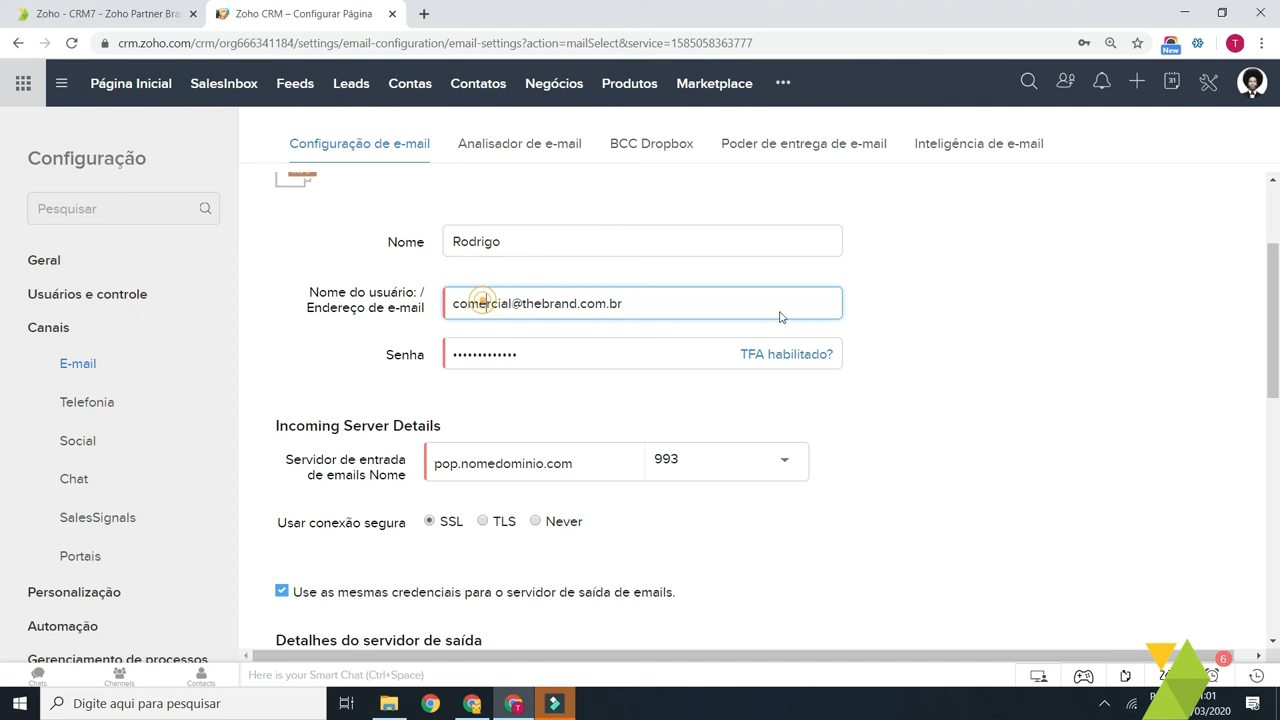 Zoho - CRM7 - Zoho Partner Bra
Zoho CRM – Configurar Página
crm.zoho.com/crm/org666341184/settings/email-configuration/email-settings?action=mailSelect&service=1585058363777
New
T
Página Inicial
SalesInbox
Feeds
Leads
Contas
Contatos
Negócios
Produtos
Marketplace
Configuração
Configuração de e-mail
Analisador de e-mail
BCC Dropbox
Poder de entrega de e-mail
Inteligência de e-mail
Pesquisar
Geral
Usuários e controle
Canais
E-mail
Telefonia
Social
Chat
SalesSignals
Portais
Personalização
Automação
Gerenciamento de processos
Nome
Rodrigo
Nome do usuário: /
Endereço de e-mail
comercial@thebrand.com.br
Senha
•••••••••••••
TFA habilitado?
Incoming Server Details
Servidor de entrada
de emails Nome
pop.nomedominio.com
993
Usar conexão segura
SSL
TLS
Never
Use as mesmas credenciais para o servidor de saída de emails.
Detalhes do servidor de saída
Chats
Channels
Contacts
Here is your Smart Chat (Ctrl+Space)
6
Digite aqui para pesquisar